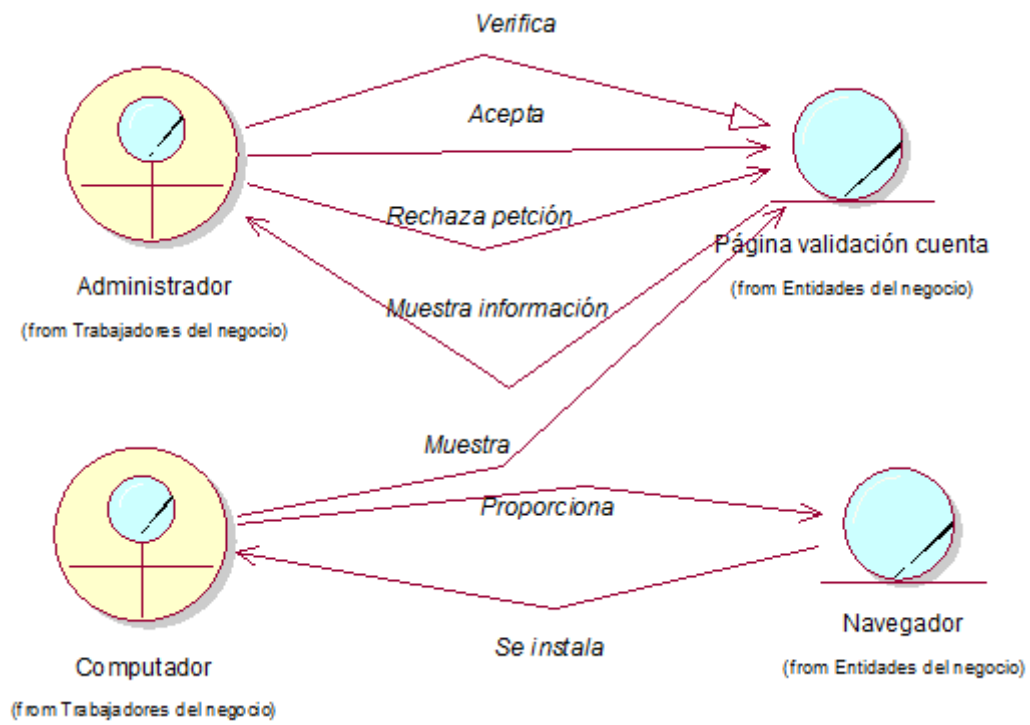 Verifica
Acepta
Rechaza petción
Administrador
(from Trabajadores del negocio)
Página validación cuenta
(from Entidades del negocio)
Muestra información
Muestra
Proporciona
Se instala
Computador
(from Trabajadores del negocio)
Navegador
(from Entidades del negocio)